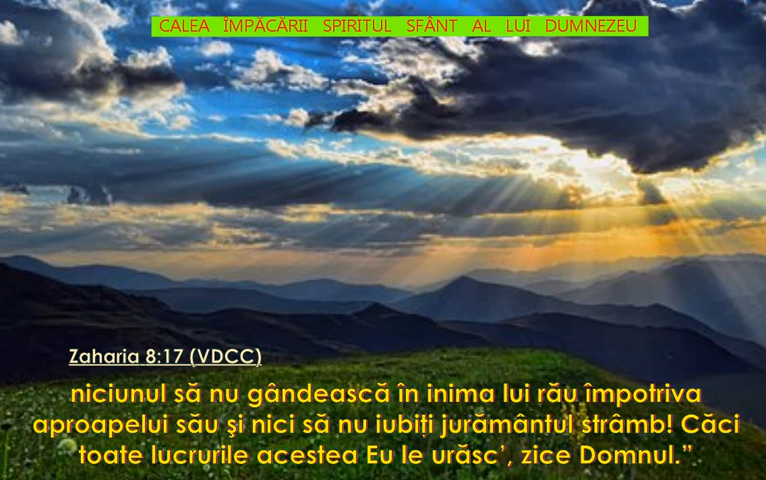 CALEA ÎMPĂCĂRII SPIRITUL SFÂNT AL LUI DUMNEZEU
Zaharia 8:17 (VDCC)
niciunul să nu gândească în inima lui rău împotriva
aproapelui său şi nici să nu iubiți jurământul strâmb! Căci
toate lucrurile acestea Eu le urăsc’, zice Domnul.”